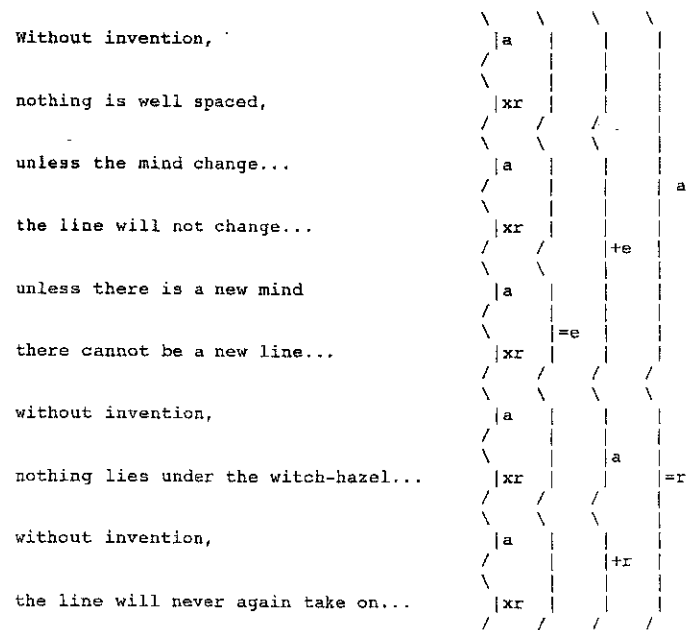 Without invention, |a
nothing is well spaced, |xr
unless the mind change... |a
a
the line will not change... |xr
+e
unless there is a new mind |a
=e
there cannot be a new line... |xr
without invention, |a
a
nothing lies under the witch-hazel... |xr =r
without invention, |a
+r
the line will never again take on... |xr